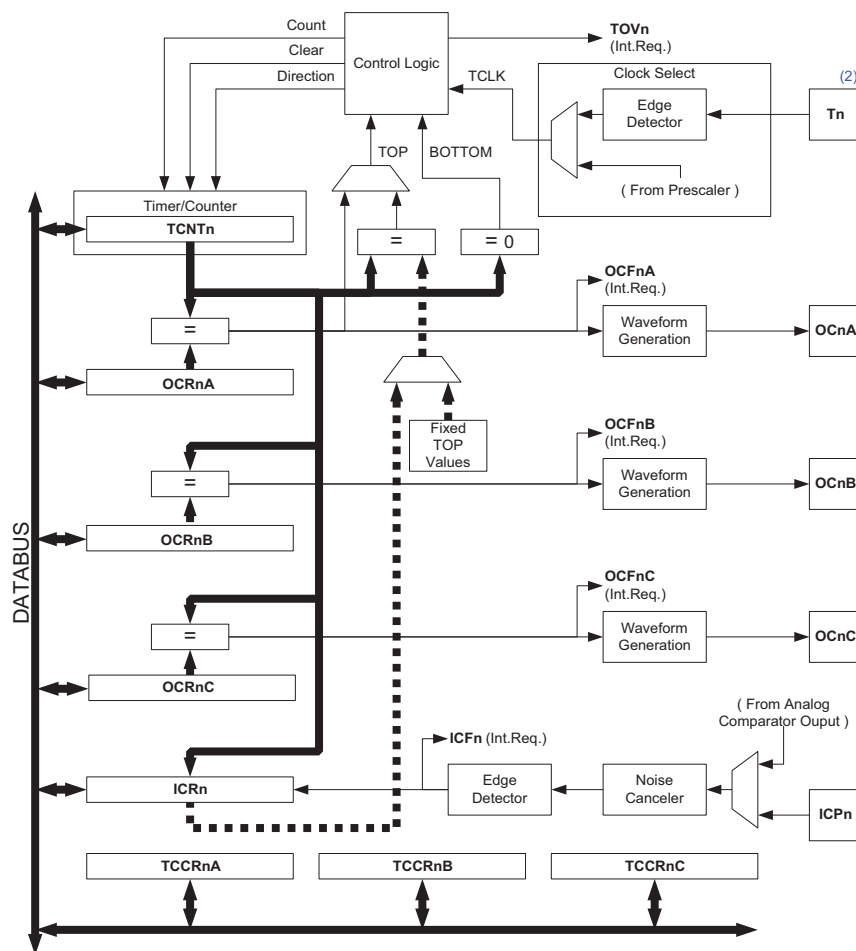 Count
Clear
Direction
Control Logic
TOVn
(Int.Req.)
Clock Select
TCLK
Edge
Detector
(2)
Tn
( From Prescaler )
TOP
BOTTOM
Timer/Counter
TCNTn
=
= 0
OCFnA
(Int.Req.)
=
Waveform
Generation
OCnA
OCRnA
Fixed
TOP
Values
OCFnB
(Int.Req.)
=
Waveform
Generation
OCnB
OCRnB
DATABUS
OCFnC
(Int.Req.)
=
Waveform
Generation
OCnC
OCRnC
( From Analog
Comparator Ouput )
ICFn (Int.Req.)
ICRn
Edge
Detector
Noise
Canceler
ICPn
TCCRnA
TCCRnB
TCCRnC